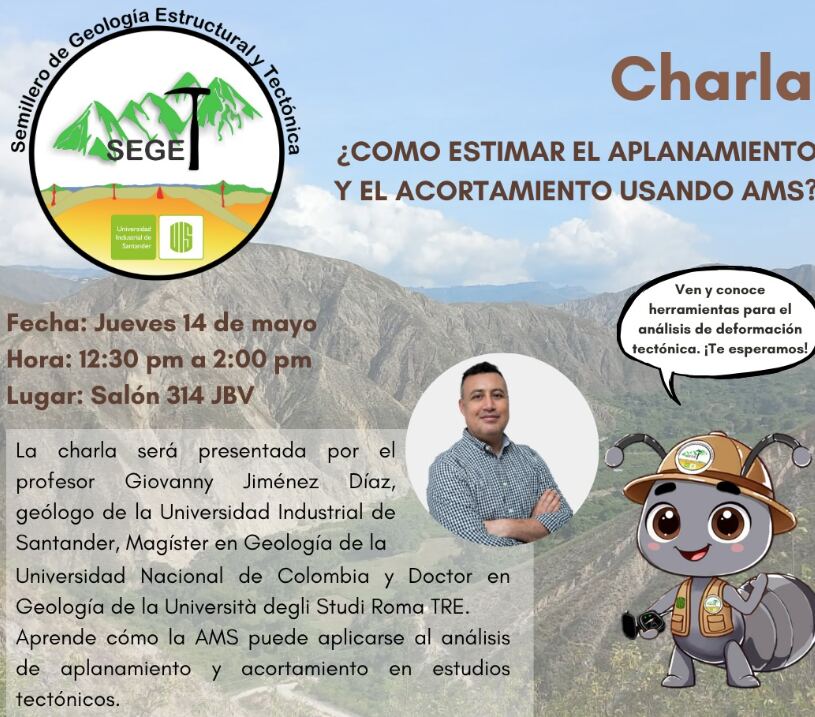 Semillero de Geología Estructural y Tectónica
SEGET
Universidad
Industrial de
Santander
UIS
Charla
¿COMO ESTIMAR EL APLANAMIENTO
Y EL ACORTAMIENTO USANDO AMS?
Fecha: Jueves 14 de mayo
Hora: 12:30 pm a 2:00 pm
Lugar: Salón 314 JBV
Ven y conoce
herramientas para el
análisis de deformación
tectónica. ¡Te esperamos!
La charla será presentada por el
profesor Giovanny Jiménez Díaz,
geólogo de la Universidad Industrial de
Santander, Magíster en Geología de la
Universidad Nacional de Colombia y Doctor en
Geología de la Università degli Studi Roma TRE.
Aprende cómo la AMS puede aplicarse al análisis
de aplanamiento y acortamiento en estudios
tectónicos.